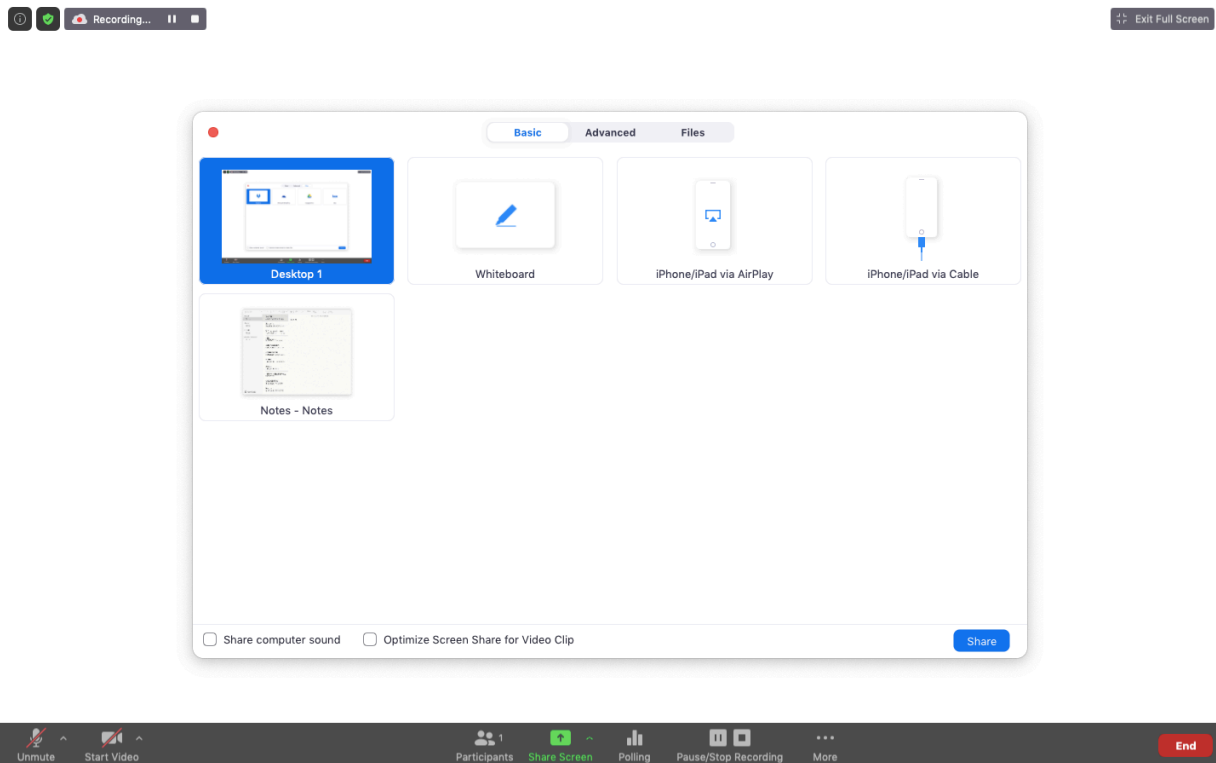 Recording...
Exit Full Screen
Basic Advanced Files
Desktop 1 Whiteboard iPhone/iPad via AirPlay iPhone/iPad via Cable
Notes - Notes
Share computer sound Optimize Screen Share for Video Clip Share
1
Unmute Start Video Participants Share Screen Polling Pause/Stop Recording More End